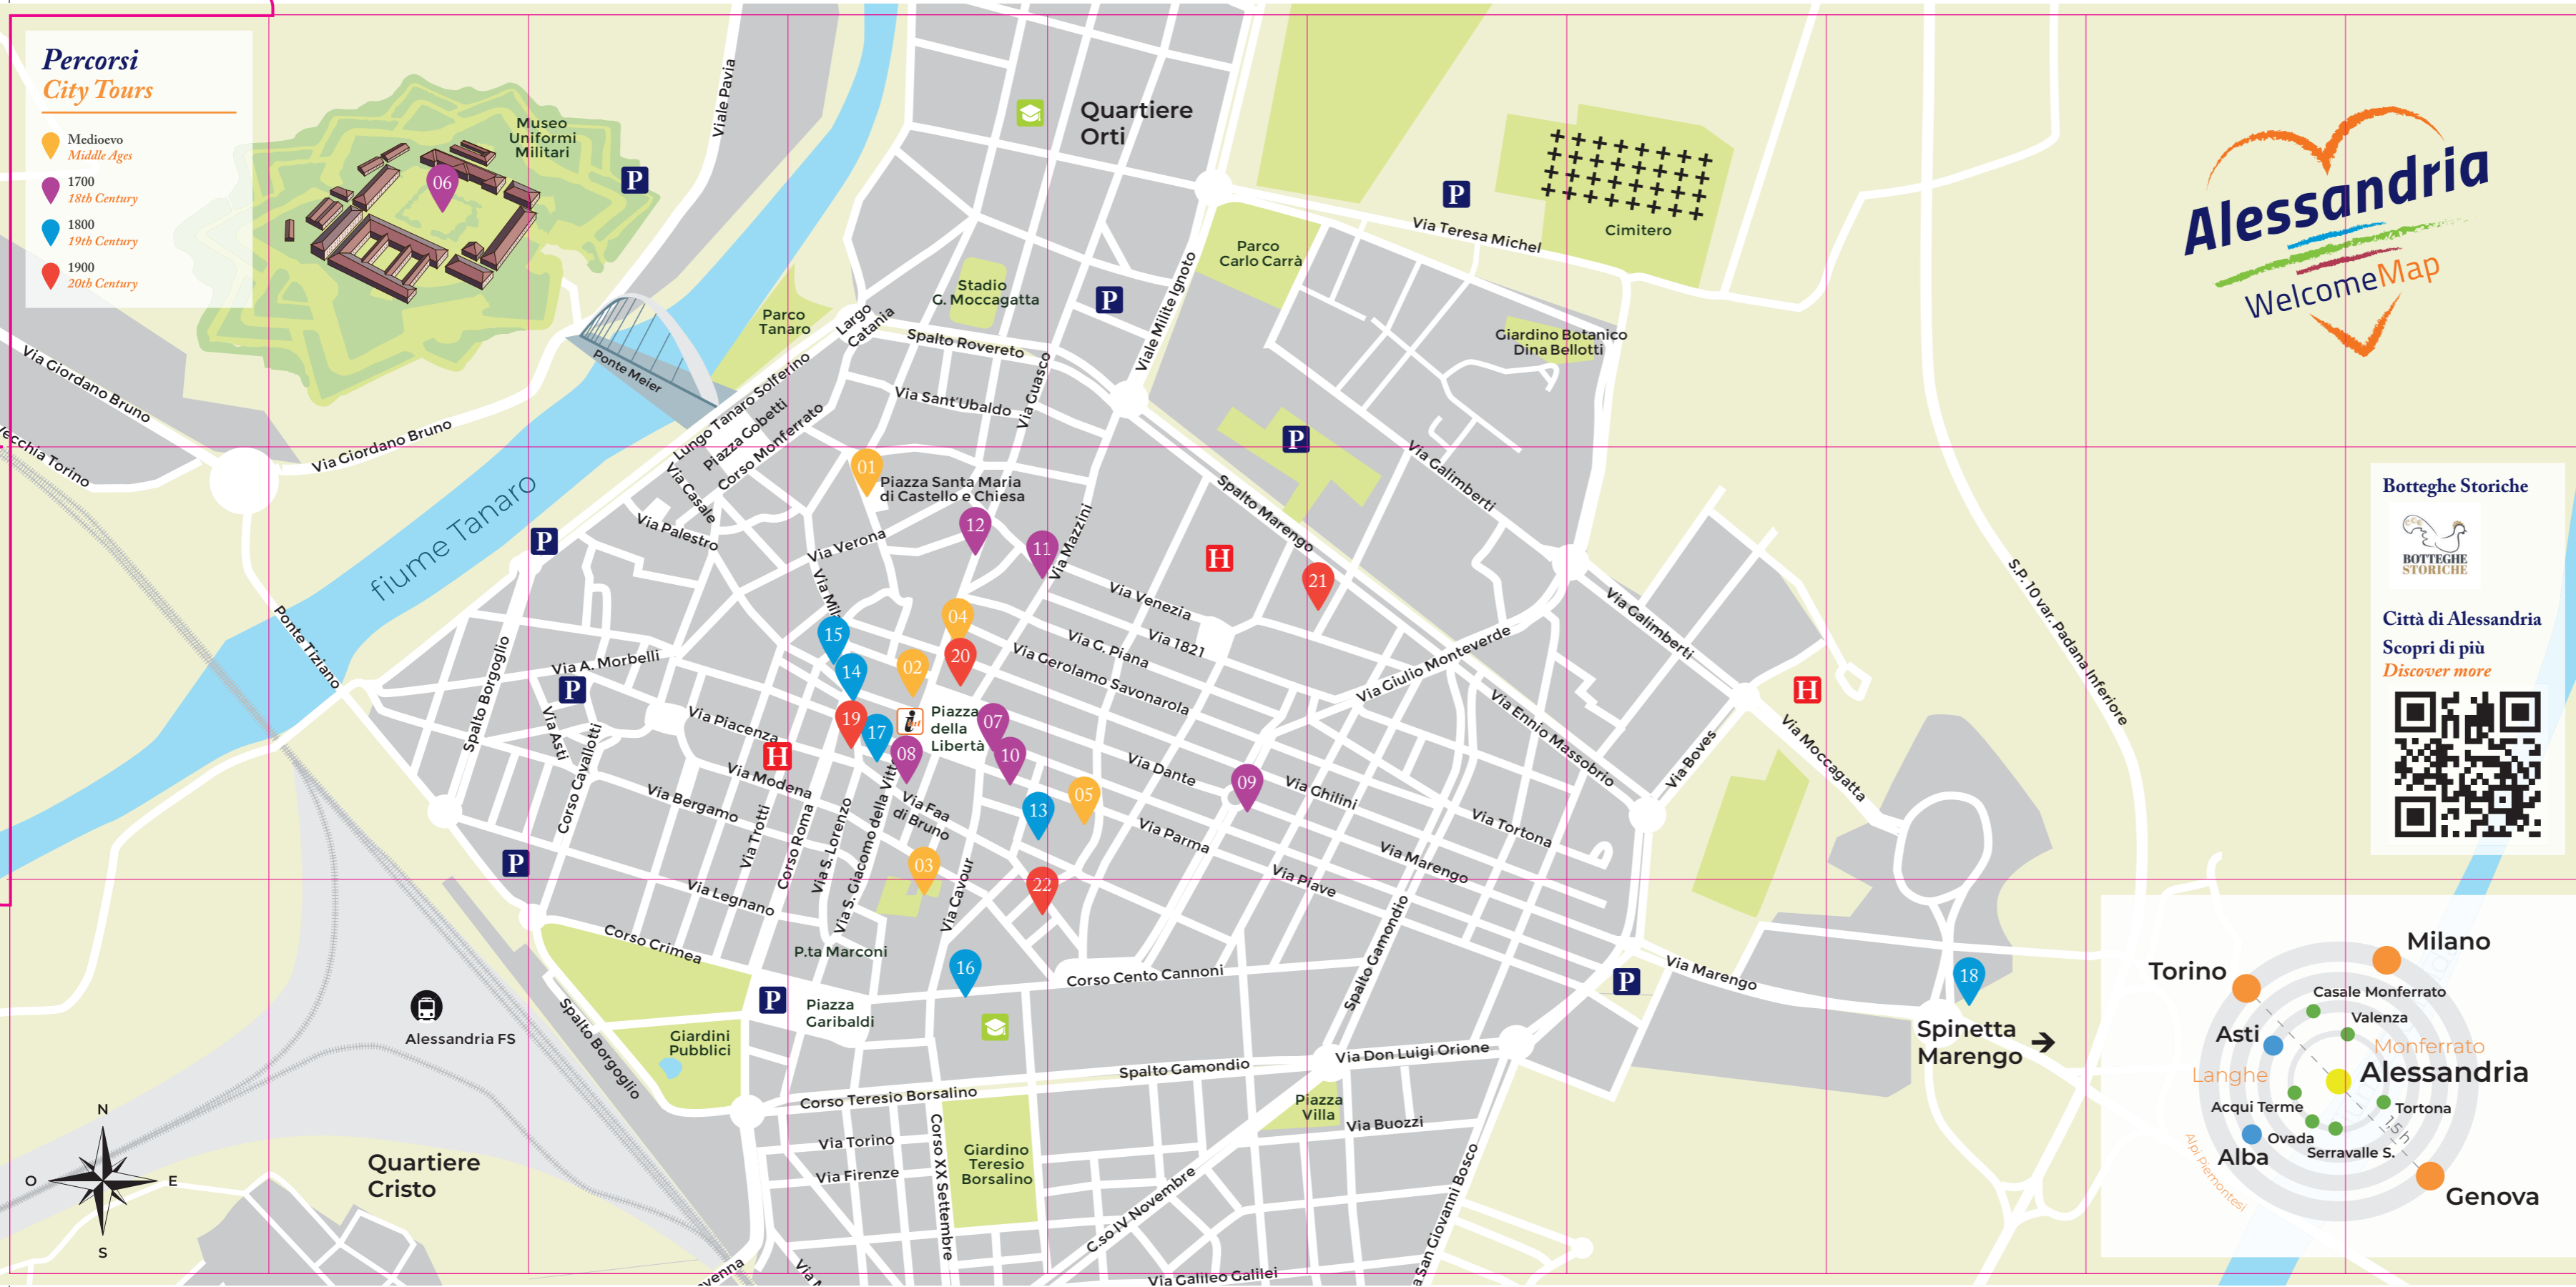 Percorsi
City Tours
Medioevo
Middle Ages
1700
18th Century
1800
19th Century
1900
20th Century
Museo
Uniformi
Militari
06
P
Viale Pavia
Quartiere
Orti
P
Via Teresa Michel
Cimitero
Parco
Carlo Carrà
Alessandria
WelcomeMap
Stadio
G. Moccagatta
P
Viale Milite Ignoto
Parco
Tanaro
Largo
Catania
Spalto Rovereto
Giardino Botanico
Dina Bellotti
Ponte Meier
Via Giordano Bruno
Via Giordano Bruno
Vecchia Torino
Lungo Tanaro Solferino
Piazza Gobetti
Corso Monferrato
Via Sant'Ubaldo
Via Guasco
P
Via Galimberti
fiume Tanaro
Via Casale
Via Palestro
P
01
Piazza Santa Maria
di Castello e Chiesa
12
11
Via Mazzini
Via Verona
Spalto Marengo
H
21
Botteghe Storiche
BOTTEGHE
STORICHE
Città di Alessandria
Scopri di più
Discover more
Ponte Tiziano
Spalto Borgoglio
Via A. Morbelli
P
Via Asti
Corso Cavallotti
Via Venezia
Via 1821
Via G. Piana
Via Gerolamo Savonarola
Via Giulio Monteverde
Via Galimberti
S.P. 10 var. Padana Inferiore
04
15
14
02
20
19
17
08
i
Piazza
della
Libertà
07
10
H
Via Moccagatta
Via Ennio Massobrio
Via Boves
Via Piacenza
H
Via Modena
Via Bergamo
Via Trotti
Corso Roma
Via S. Lorenzo
Via Faa
di Bruno
13
05
Via Dante
09
Via Ghilini
Via Parma
Via Tortona
Via Marengo
Via Piave
P
03
22
Via Legnano
Via Cavour
Corso Crimea
P.ta Marconi
16
Corso Cento Cannoni
Spalto Gamondio
P
Via Marengo
18
Spinetta
Marengo
Alessandria FS
Spalto Borgoglio
P
Piazza
Garibaldi
Giardini
Pubblici
Corso Teresio Borsalino
Spalto Gamondio
Via Don Luigi Orione
Piazza
Villa
Via Buozzi
Via Torino
Via Firenze
Corso XX Settembre
Giardino
Teresio
Borsalino
C.so IV Novembre
San Giovanni Bosco
Via Galileo Galilei
Quartiere
Cristo
N
O
E
S
Milano
Torino
Casale Monferrato
Valenza
Asti
Monferrato
Langhe
Alessandria
Acqui Terme
Tortona
1,5 h
Ovada
Alba
Serravalle S.
Alpi Piemontesi
Genova